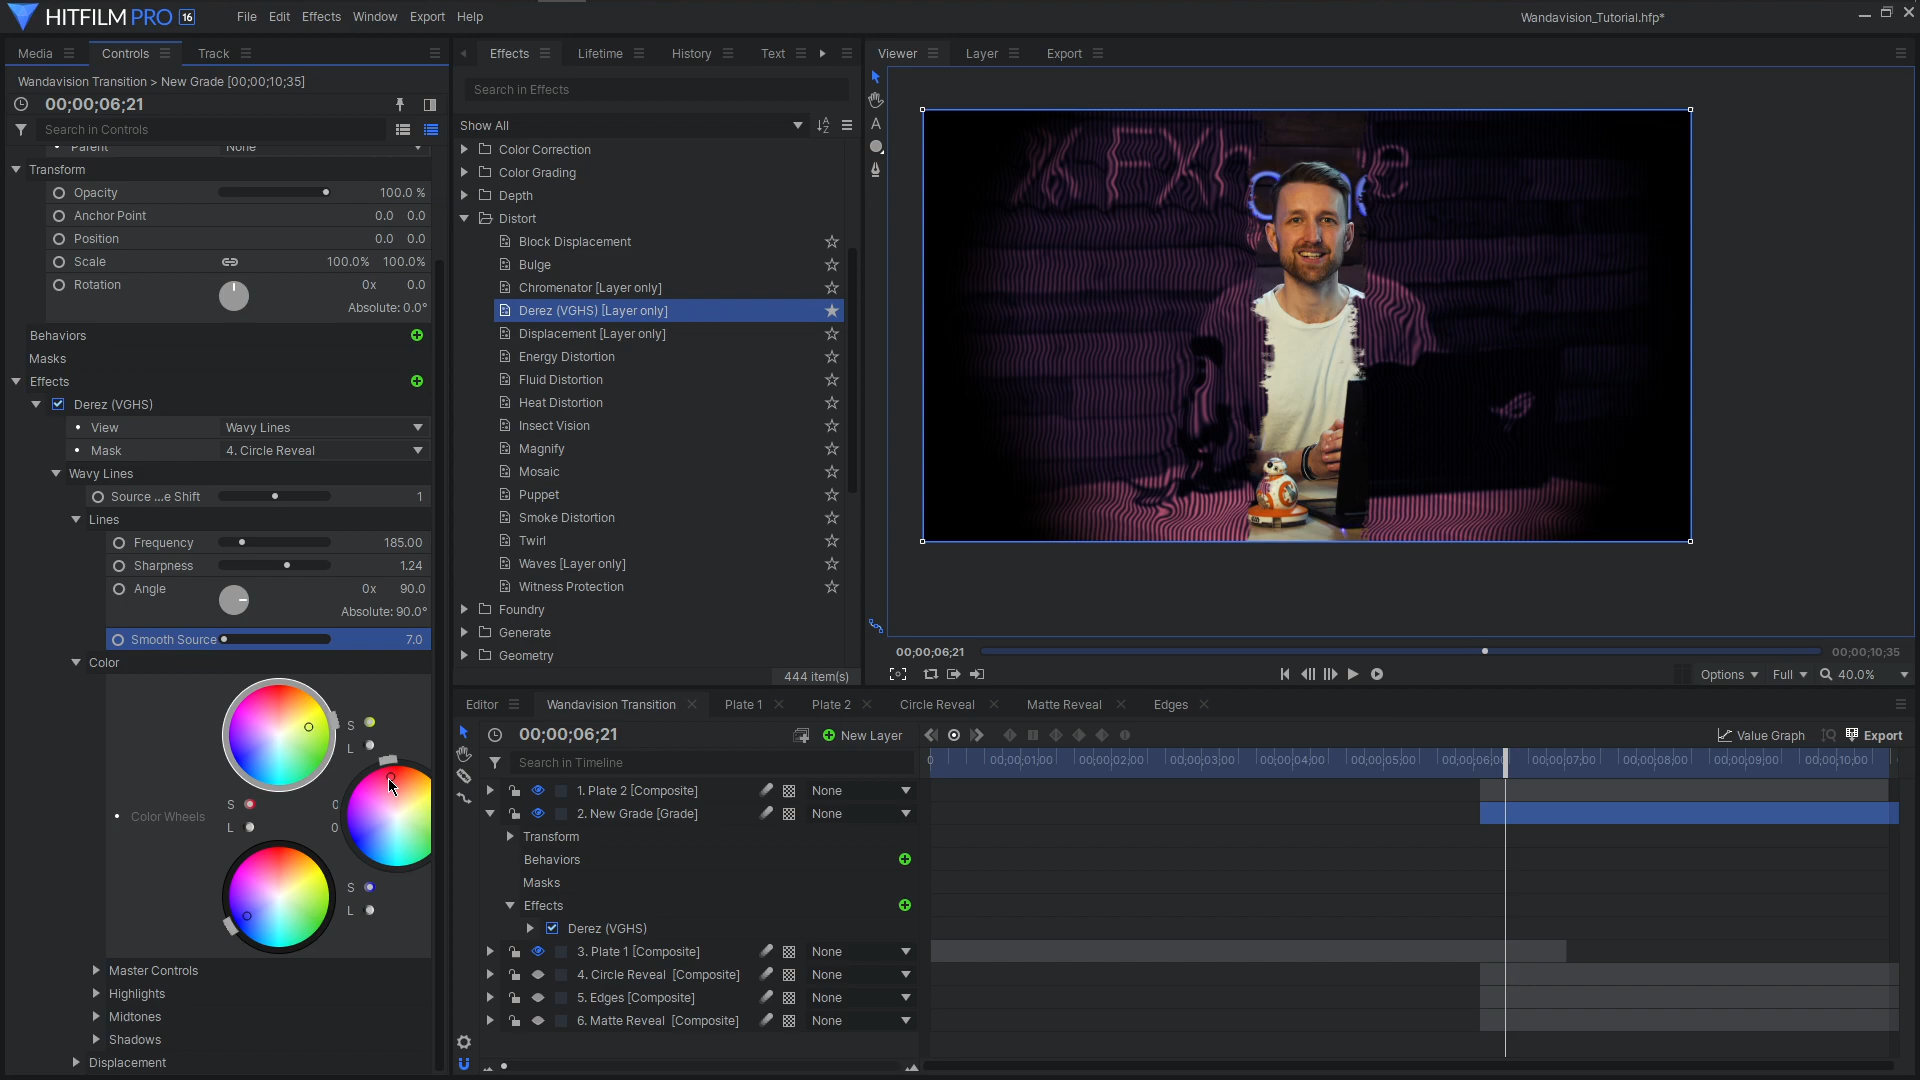 HITFILM PRO 16 File Edit Effects Window Export Help Wandavision_Tutorial.hfp*
Media Controls Track
Wandavision Transition > New Grade [00;00;10;35]
00;00;06;21
Search in Controls
Parent None
Transform
Opacity 100.0 %
Anchor Point 0.0 0.0
Position 0.0 0.0
Scale 100.0% 100.0%
Rotation 0x 0.0
Absolute: 0.0°
Behaviors
Masks
Effects
Derez (VGHS)
View Wavy Lines
Mask 4. Circle Reveal
Wavy Lines
Source ...e Shift 1
Lines
Frequency 185.00
Sharpness 1.24
Angle 0x 90.0
Absolute: 90.0°
Smooth Source 7.0
Color
S
L
S 0
L 0
Color Wheels
S
L
Master Controls
Highlights
Midtones
Shadows
Displacement
Effects Lifetime History Text
Search in Effects
Show All
Color Correction
Color Grading
Depth
Distort
Block Displacement
Bulge
Chromenator [Layer only]
Derez (VGHS) [Layer only]
Displacement [Layer only]
Energy Distortion
Fluid Distortion
Heat Distortion
Insect Vision
Magnify
Mosaic
Puppet
Smoke Distortion
Twirl
Waves [Layer only]
Witness Protection
Foundry
Generate
Geometry
444 item(s)
Viewer Layer Export
A
00;00;06;21 00;00;10;35
Options Full 40.0%
Editor Wandavision Transition Plate 1 Plate 2 Circle Reveal Matte Reveal Edges
00;00;06;21 New Layer Value Graph Export
Search in Timeline
0 00;00;01;00 00;00;02;00 00;00;03;00 00;00;04;00 00;00;05;00 00;00;06;00 00;00;07;00 00;00;08;00 00;00;09;00 00;00;10;00
1. Plate 2 [Composite] None
2. New Grade [Grade] None
Transform
Behaviors
Masks
Effects
Derez (VGHS)
3. Plate 1 [Composite] None
4. Circle Reveal [Composite] None
5. Edges [Composite] None
6. Matte Reveal [Composite] None